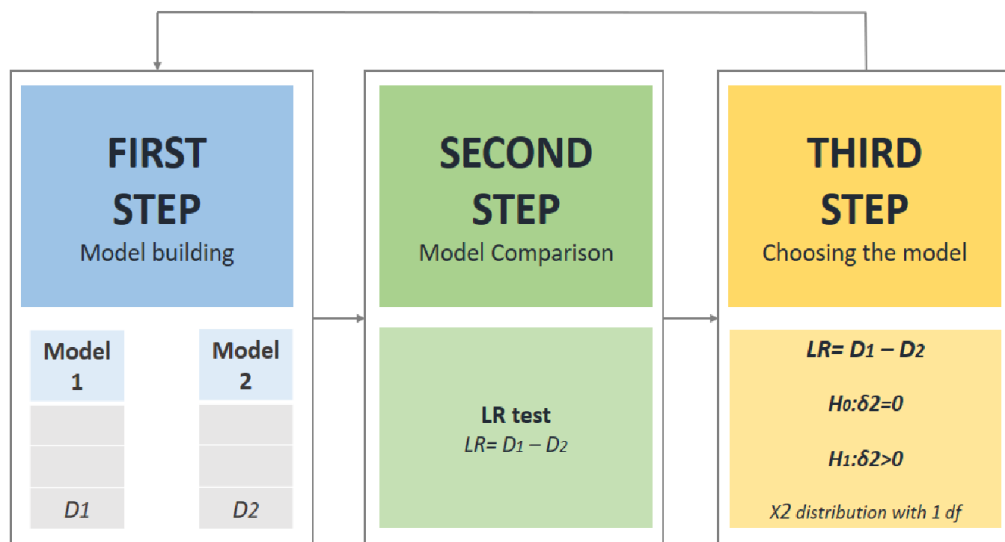 FIRST
STEP
Model building
Model
1
Model
2
D1
D2
SECOND
STEP
Model Comparison
LR test
LR= D1 – D2
THIRD
STEP
Choosing the model
LR= D1 – D2
H0:δ2=0
H1:δ2>0
X2 distribution with 1 df